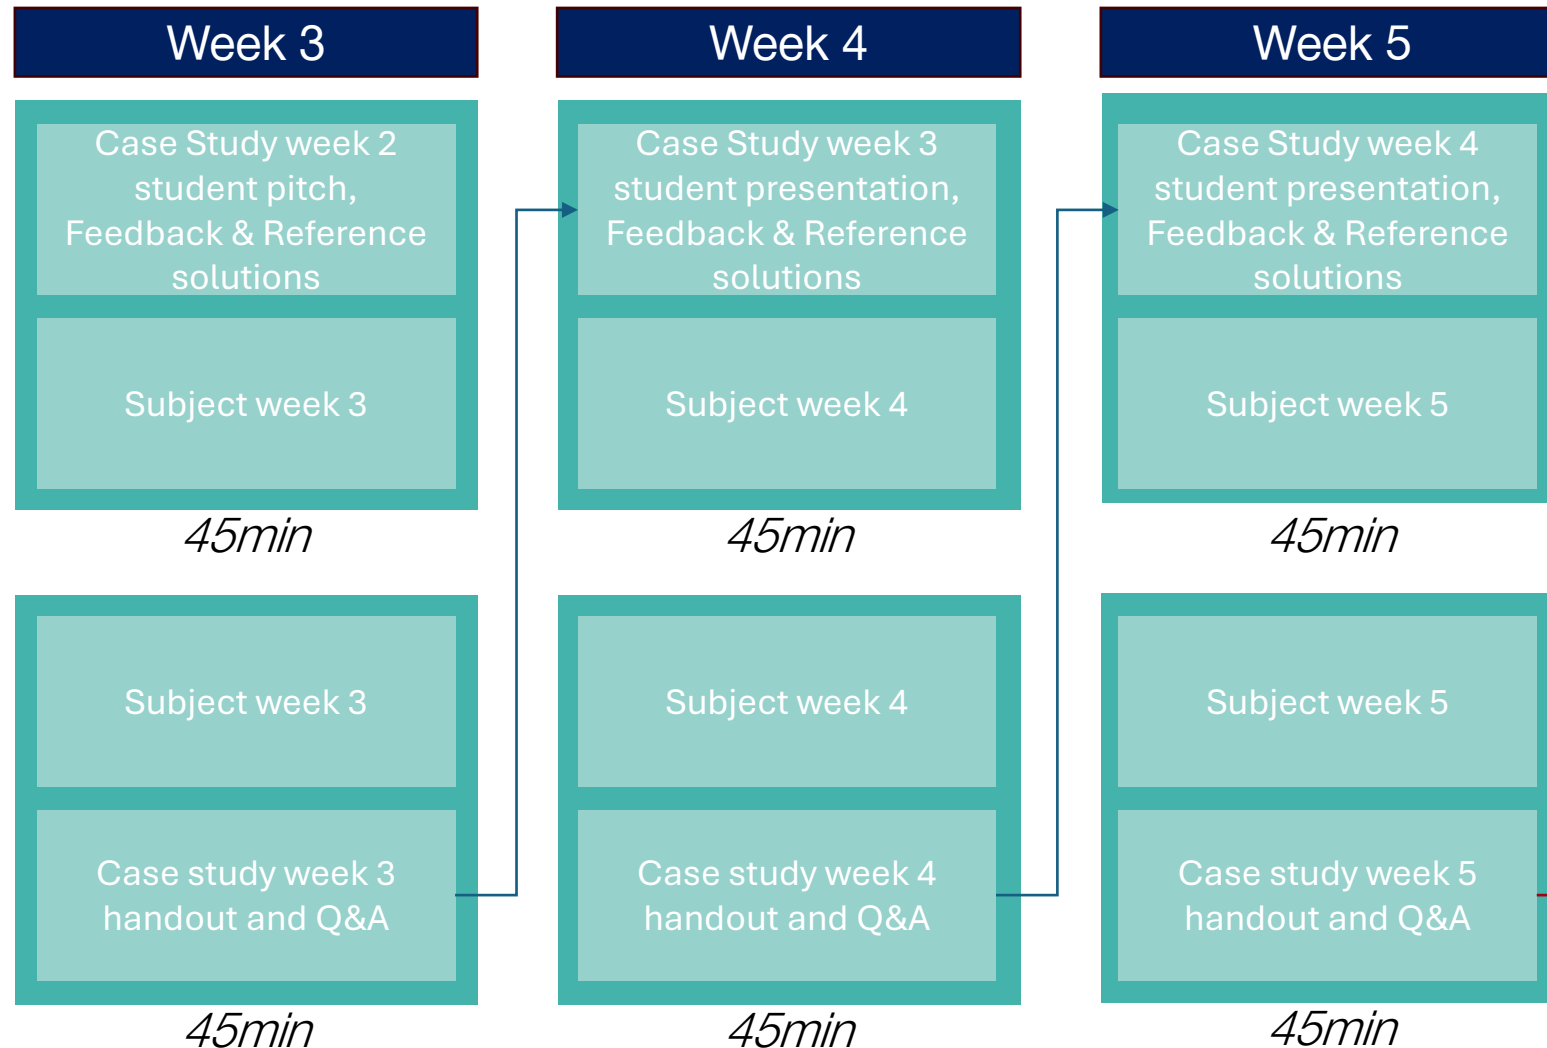 Week 3
Case Study week 2
student pitch,
Feedback & Reference
solutions
Subject week 3
45min
Subject week 3
Case study week 3
handout and Q&A
45min
Week 4
Case Study week 3
student presentation,
Feedback & Reference
solutions
Subject week 4
45min
Subject week 4
Case study week 4
handout and Q&A
45min
Week 5
Case Study week 4
student presentation,
Feedback & Reference
solutions
Subject week 5
45min
Subject week 5
Case study week 5
handout and Q&A
45min